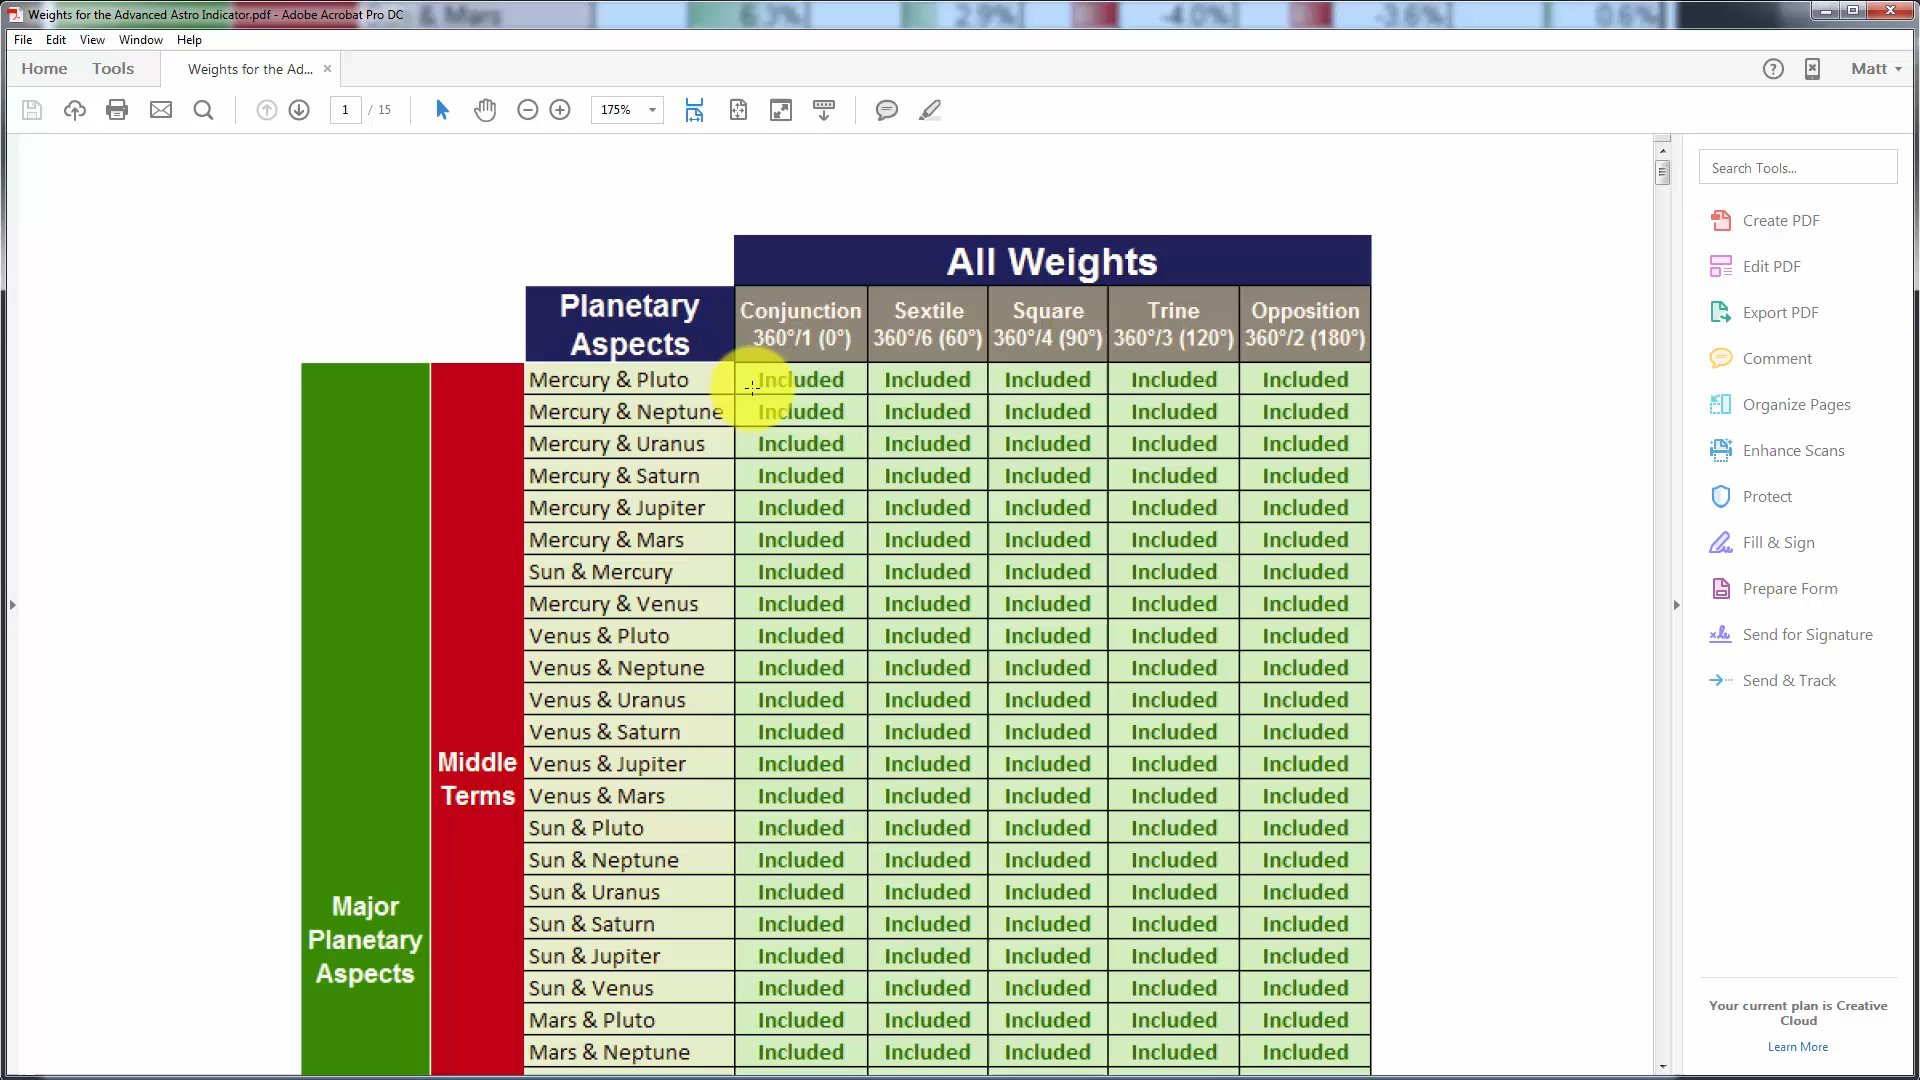 Weights for the Advanced Astro Indicator.pdf - Adobe Acrobat Pro DC
& Mars 6.3% 2.9% -4.0% -3.6% 0.6%
File Edit View Window Help
Home Tools Weights for the Ad... × Matt
1 / 15 175%
Search Tools...
Create PDF
Edit PDF
Export PDF
Comment
Organize Pages
Enhance Scans
Protect
Fill & Sign
Prepare Form
Send for Signature
Send & Track
Your current plan is Creative
Cloud
Learn More
All Weights
Planetary
Aspects
Conjunction
360°/1 (0°)
Sextile
360°/6 (60°)
Square
360°/4 (90°)
Trine
360°/3 (120°)
Opposition
360°/2 (180°)
Major
Planetary
Aspects
Middle
Terms
Mercury & Pluto Included Included Included Included Included
Mercury & Neptune Included Included Included Included Included
Mercury & Uranus Included Included Included Included Included
Mercury & Saturn Included Included Included Included Included
Mercury & Jupiter Included Included Included Included Included
Mercury & Mars Included Included Included Included Included
Sun & Mercury Included Included Included Included Included
Mercury & Venus Included Included Included Included Included
Venus & Pluto Included Included Included Included Included
Venus & Neptune Included Included Included Included Included
Venus & Uranus Included Included Included Included Included
Venus & Saturn Included Included Included Included Included
Venus & Jupiter Included Included Included Included Included
Venus & Mars Included Included Included Included Included
Sun & Pluto Included Included Included Included Included
Sun & Neptune Included Included Included Included Included
Sun & Uranus Included Included Included Included Included
Sun & Saturn Included Included Included Included Included
Sun & Jupiter Included Included Included Included Included
Sun & Venus Included Included Included Included Included
Mars & Pluto Included Included Included Included Included
Mars & Neptune Included Included Included Included Included